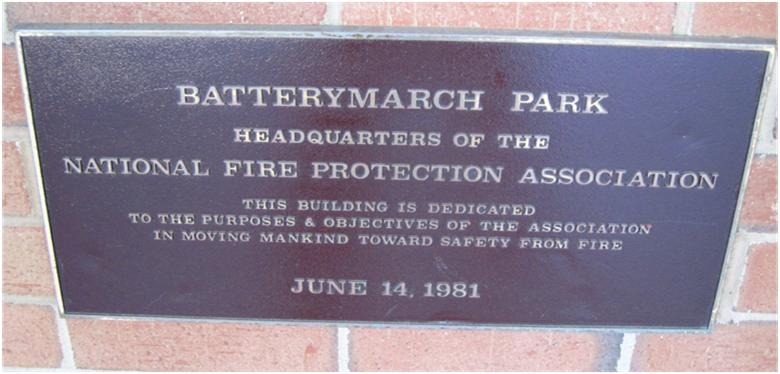 BATTERYMARCH PARK
HEADQUARTERS OF THE
NATIONAL FIRE PROTECTION ASSOCIATION
THIS BUILDING IS DEDICATED
TO THE PURPOSES & OBJECTIVES OF THE ASSOCIATION
IN MOVING MANKIND TOWARD SAFETY FROM FIRE
JUNE 14, 1981